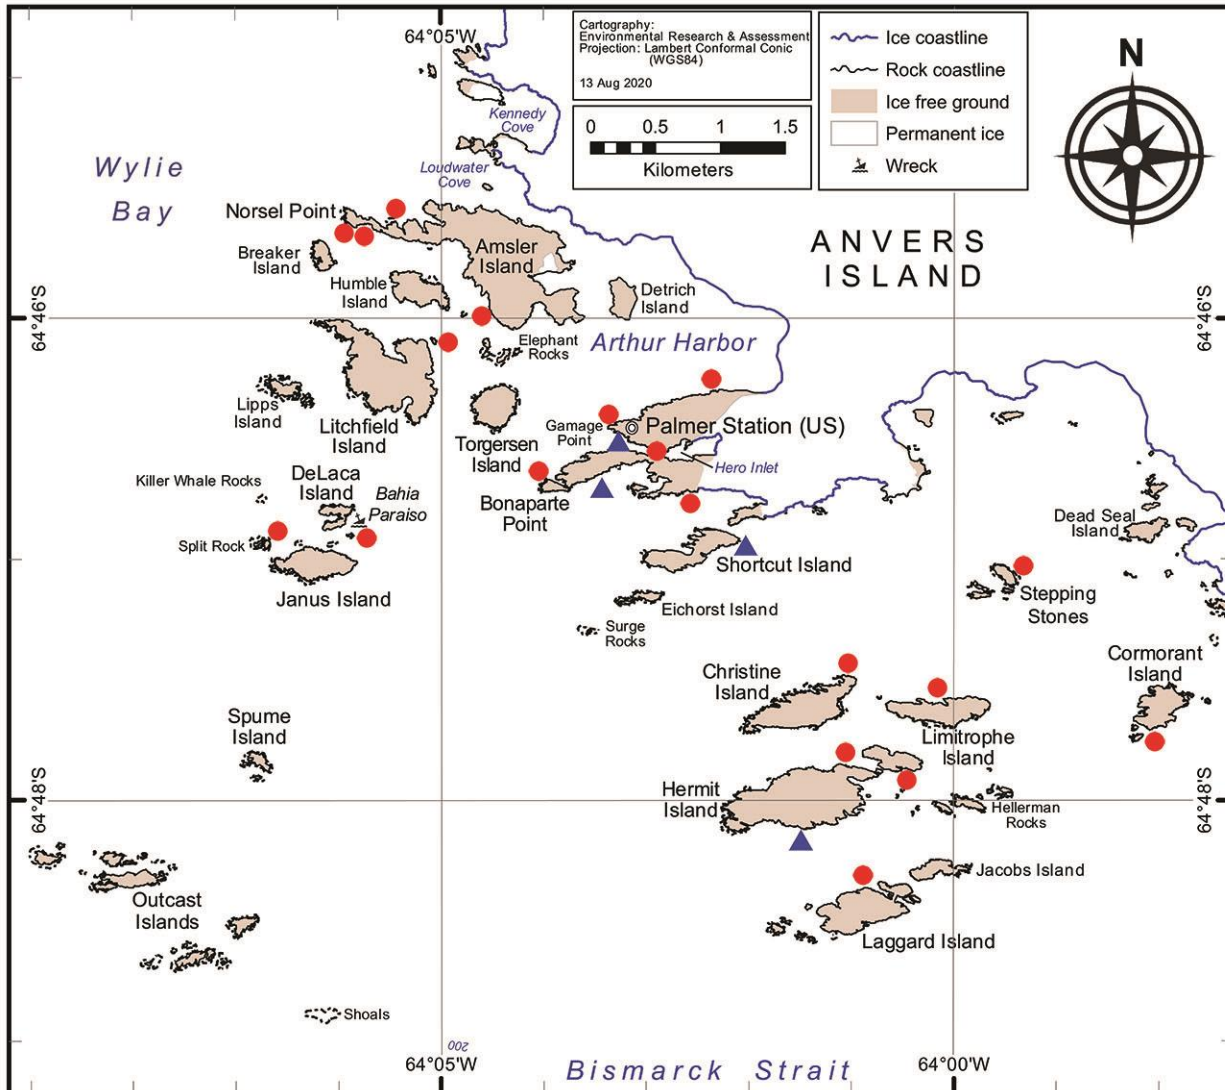 64°05'W
Cartography:
Environmental Research & Assessment
Projection: Lambert Conformal Conic
(WGS84)
13 Aug 2020
0 0.5 1 1.5
Kilometers
Ice coastline
Rock coastline
Ice free ground
Permanent ice
Wreck
N
Kennedy
Cove
Loudwater
Cove
Wylie
Bay
Norsel Point
Breaker
Island
Humble
Island
Amsler
Island
Detrich
Island
ANVERS
ISLAND
64°46'S
64°46'S
Elephant
Rocks
Arthur Harbor
Lipps
Island
Litchfield
Island
Torgersen
Island
Gamage
Point
Palmer Station (US)
Hero Inlet
Bonaparte
Point
Killer Whale Rocks
DeLaca
Island
Bahia
Paraiso
Split Rock
Janus Island
Shortcut Island
Dead Seal
Island
Eichorst Island
Stepping
Stones
Surge
Rocks
Christine
Island
Cormorant
Island
Limitrophe
Island
Spume
Island
Hermit
Island
64°48'S
64°48'S
Hellerman
Rocks
Jacobs Island
Outcast
Islands
Laggard Island
Shoals
200
64°05'W
64°00'W
Bismarck Strait